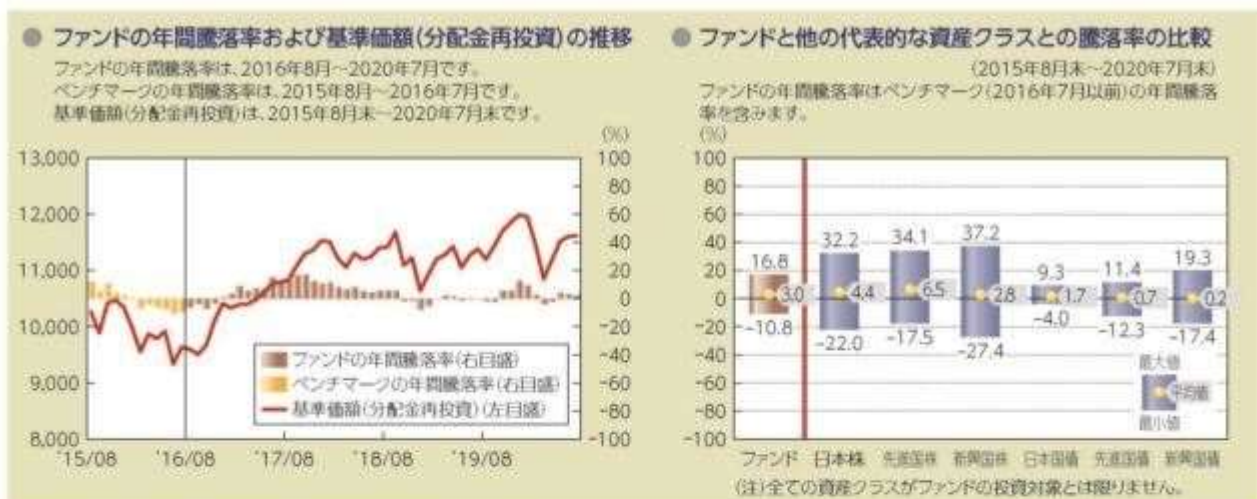 ● ファンドの年間騰落率および基準価額(分配金再投資)の推移
ファンドの年間騰落率は、2016年8月～2020年7月です。
ベンチマークの年間騰落率は、2015年8月～2016年7月です。
基準価額(分配金再投資)は、2015年8月末～2020年7月末です。
(%)
13,000
12,000
11,000
10,000
9,000
8,000
100
80
60
40
20
0
-20
-40
-60
-80
-100
ファンドの年間騰落率(右目盛)
ベンチマークの年間騰落率(右目盛)
基準価額(分配金再投資)(左目盛)
'15/08 '16/08 '17/08 '18/08 '19/08
● ファンドと他の代表的な資産クラスとの騰落率の比較
(2015年8月末～2020年7月末)
ファンドの年間騰落率はベンチマーク(2016年7月以前)の年間騰落
率を含みます。
(%)
100
80
60
40
20
0
-20
-40
-60
-80
-100
16.8 32.2 34.1 37.2 9.3 11.4 19.3
3.0 4.4 6.5 2.8 1.7 0.7 0.2
-10.8 -22.0 -17.5 -27.4 -4.0 -12.3 -17.4
最大値
平均値
最小値
ファンド 日本株 先進国株 新興国株 日本国債 先進国債 新興国債
(注)全ての資産クラスがファンドの投資対象とは限りません。